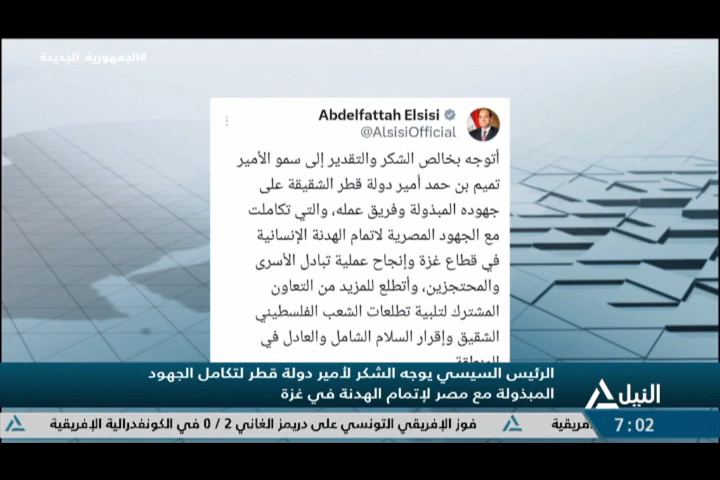 #الجمهورية الجديدة
Abdelfattah Elsisi
@AlsisiOfficial
أتوجه بخالص الشكر والتقدير إلى سمو الأمير
تميم بن حمد أمير دولة قطر الشقيقة على
جهوده المبذولة وفريق عمله، والتي تكاملت
مع الجهود المصرية لاتمام الهدنة الإنسانية
في قطاع غزة وإنجاح عملية تبادل الأسرى
والمحتجزين، وأتطلع للمزيد من التعاون
المشترك لتلبية تطلعات الشعب الفلسطيني
الشقيق وإقرار السلام الشامل والعادل في
الرئيس السيسي يوجه الشكر لأمير دولة قطر لتكامل الجهود
المبذولة مع مصر لإتمام الهدنة في غزة
النيل
فوز الإفريقي التونسي على دريمز الغاني 2 / 0 في الكونفدرالية الإفريقية
7:02